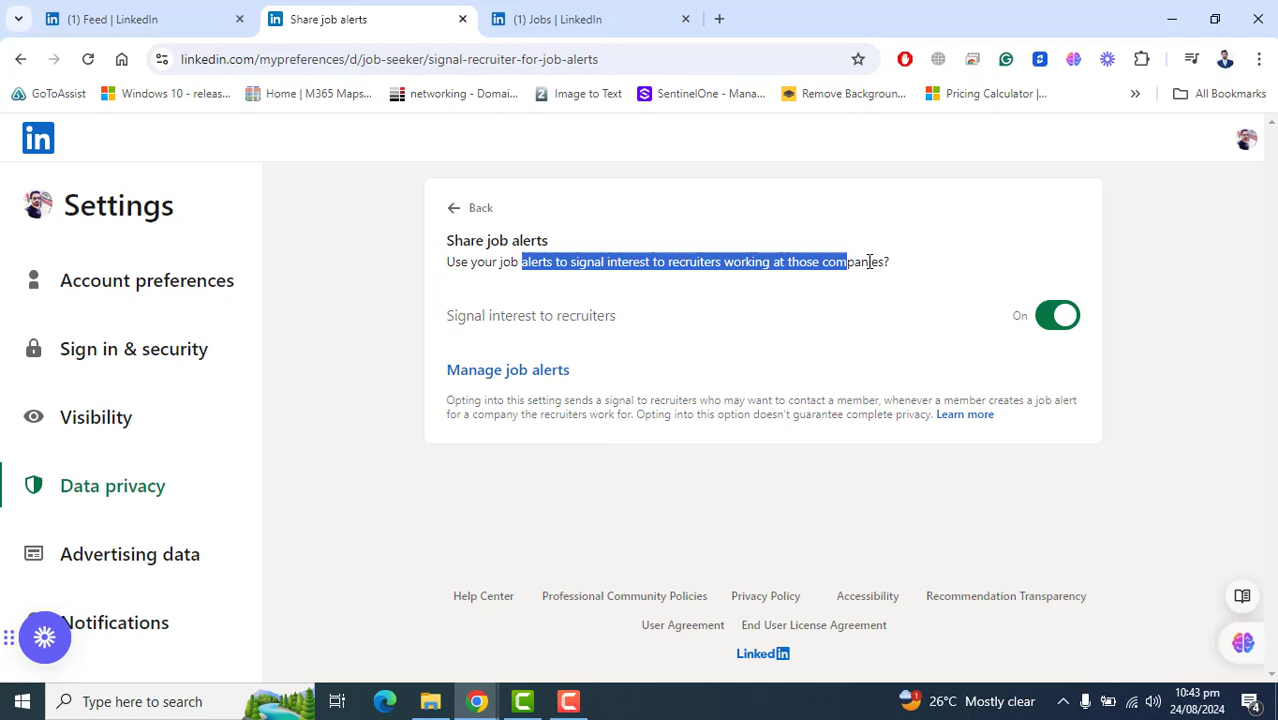 (1) Feed | LinkedIn
Share job alerts
(1) Jobs | LinkedIn
linkedin.com/mypreferences/d/job-seeker/signal-recruiter-for-job-alerts
GoToAssist
Windows 10 - releas...
Home | M365 Maps...
networking - Domai...
Image to Text
SentinelOne - Mana...
Remove Backgroun...
Pricing Calculator |...
All Bookmarks
in
Settings
Account preferences
Sign in & security
Visibility
Data privacy
Advertising data
Notifications
Back
Share job alerts
Use your job alerts to signal interest to recruiters working at those companies?
Signal interest to recruiters
On
Manage job alerts
Opting into this setting sends a signal to recruiters who may want to contact a member, whenever a member creates a job alert
for a company the recruiters work for. Opting into this option doesn't guarantee complete privacy. Learn more
Help Center
Professional Community Policies
Privacy Policy
Accessibility
Recommendation Transparency
User Agreement
End User License Agreement
LinkedIn
Type here to search
1
26°C Mostly clear
10:43 pm
24/08/2024
4